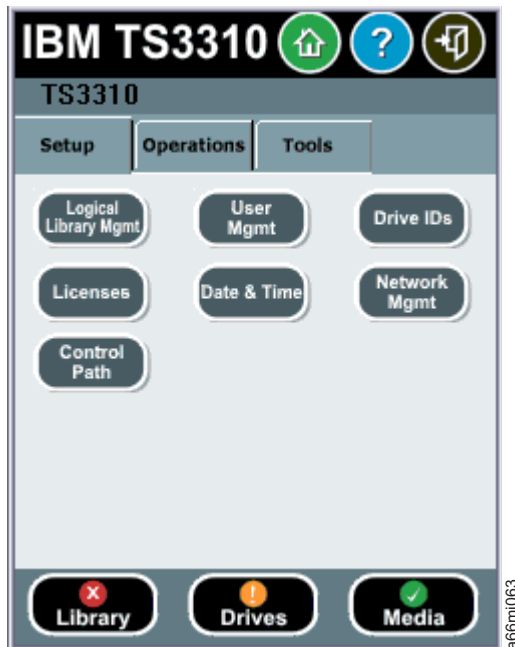 IBM TS3310 ?
TS3310
Setup Operations Tools
Logical
Library Mgmt
User
Mgmt
Drive IDs
Licenses
Date & Time
Network
Mgmt
Control
Path
! 
Library Drives Media
a66mi063